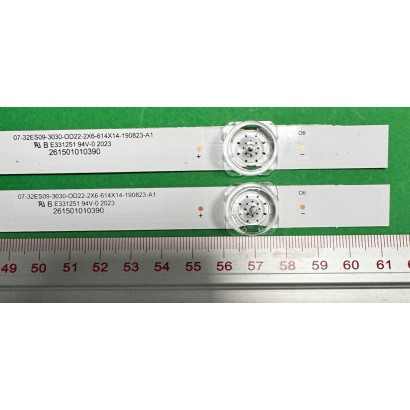 07-32ES09-3030-OD22-2X6-614X14-190823-A1
B E331251 94V-0 2023
261501010390
+
D6
-
07-32ES09-3030-OD22-2X6-614X14-190823-A1
B E331251 94V-0 2023
261501010390
+
D6
-
49 50 51 52 53 54 55 56 57 58 59 60 61